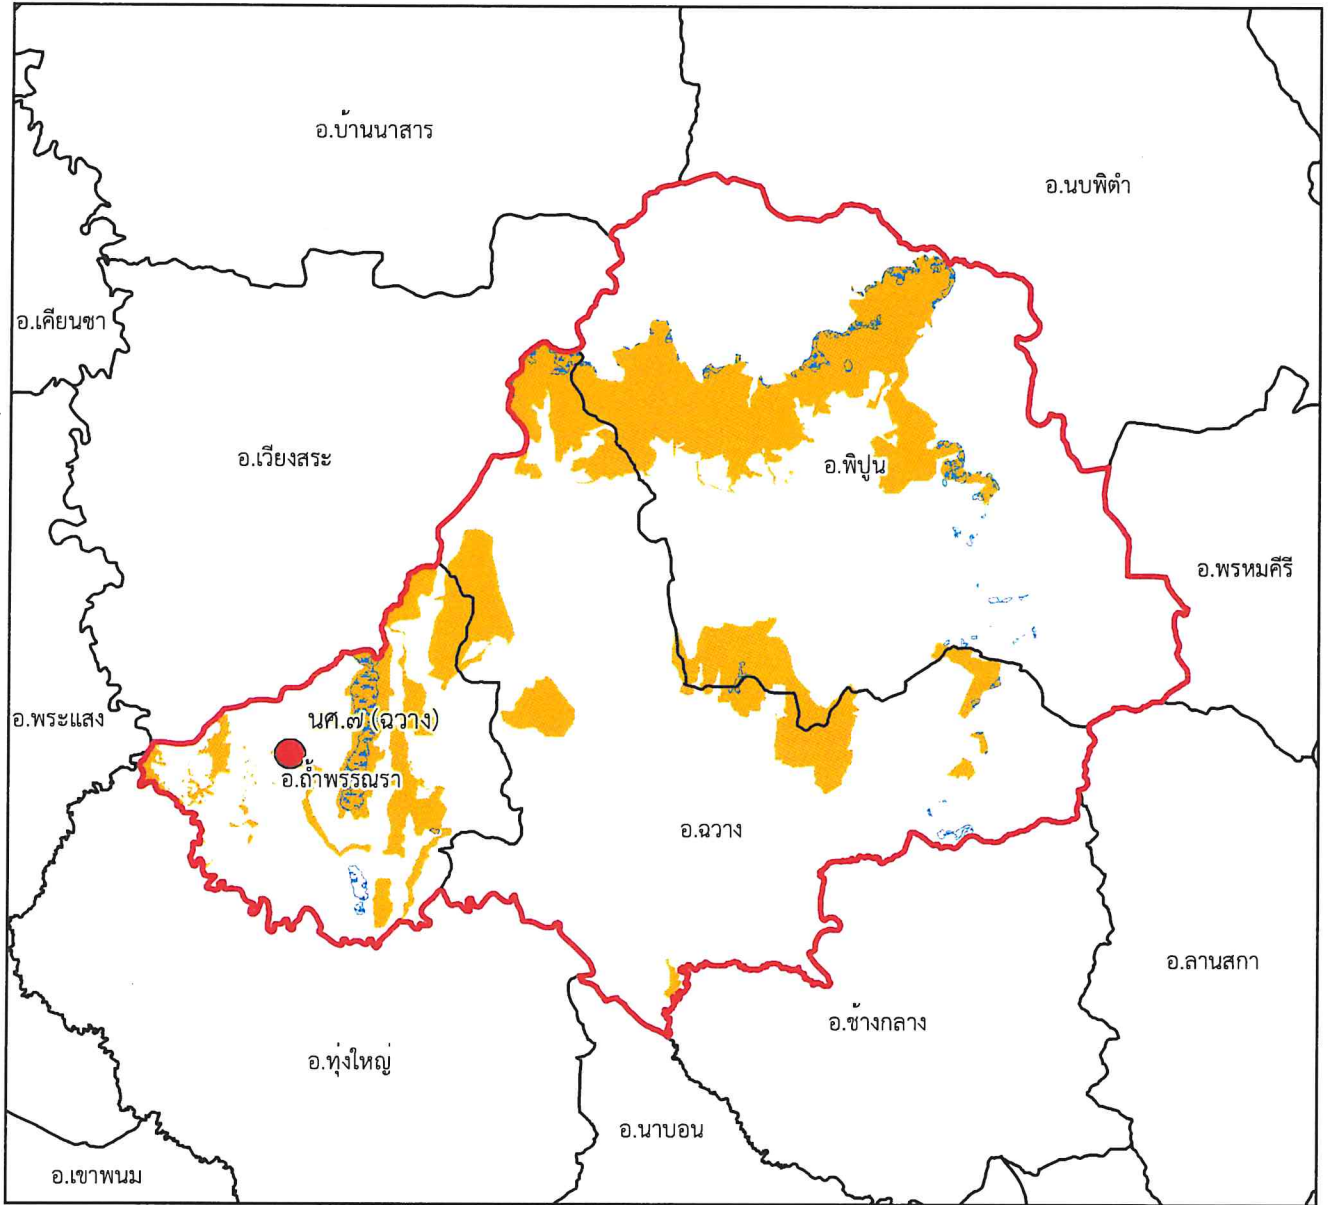 อ.บ้านนาสาร
อ.นบพิตำ
อ.เคียนซา
อ.เวียงสระ
อ.พิปูน
อ.พรหมคีรี
อ.พระแสง
นศ.๗ (ฉวาง)
อ.ถ้ำพรรณรา
อ.ฉวาง
อ.ลานสกา
อ.ช้างกลาง
อ.ทุ่งใหญ่
อ.นาบอน
อ.เขาพนม